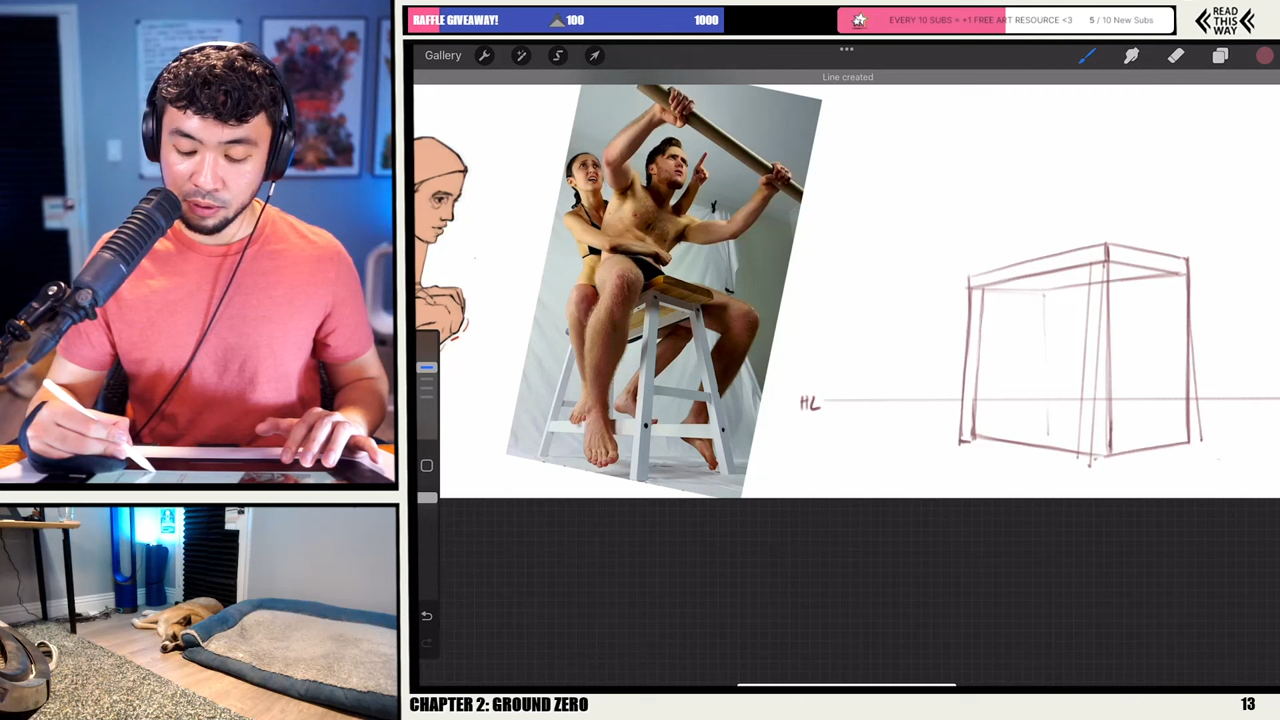 RAFFLE GIVEAWAY! 100 1000
EVERY 10 SUBS = +1 FREE ART RESOURCE <3 5 / 10 New Subs
READ
THIS
WAY
Gallery
Line created
HL
CHAPTER 2: GROUND ZERO
13